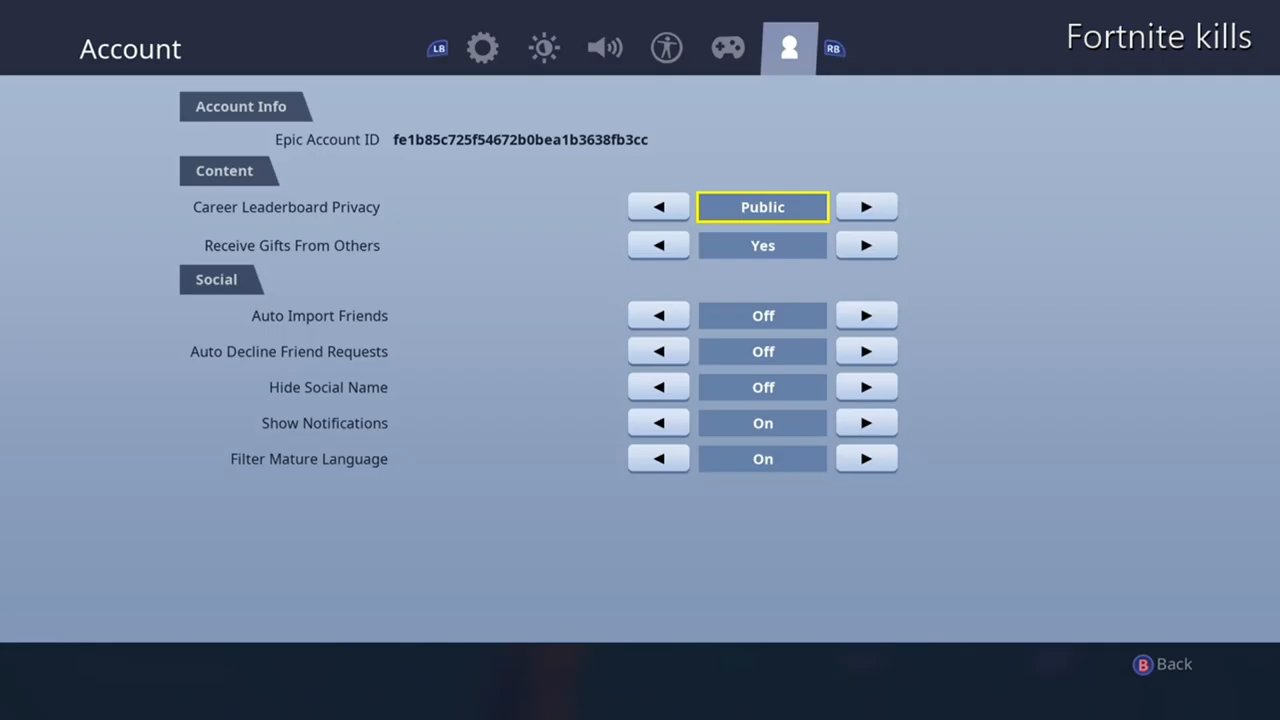 Account
LB
RB
Fortnite kills
Account Info
Epic Account ID fe1b85c725f54672b0bea1b3638fb3cc
Content
Career Leaderboard Privacy Public
Receive Gifts From Others Yes
Social
Auto Import Friends Off
Auto Decline Friend Requests Off
Hide Social Name Off
Show Notifications On
Filter Mature Language On
B Back